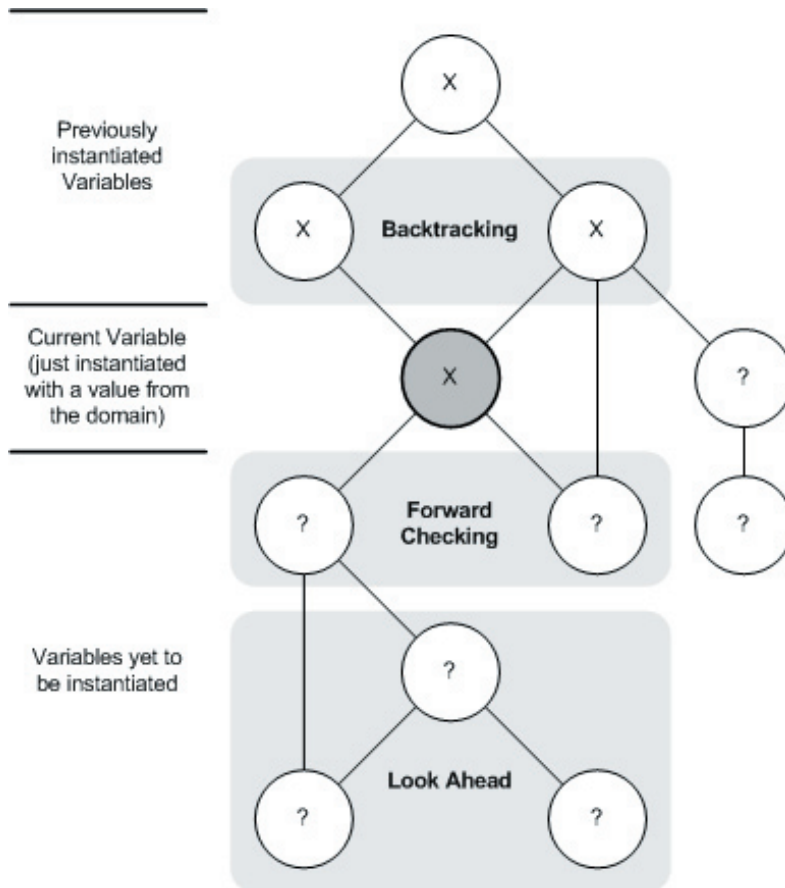 X
Previously
instantiated
Variables
X
Backtracking
X
Current Variable
(just instantiated
with a value from
the domain)
X
?
?
Forward
Checking
?
?
Variables yet to
be instantiated
?
Look Ahead
?
?